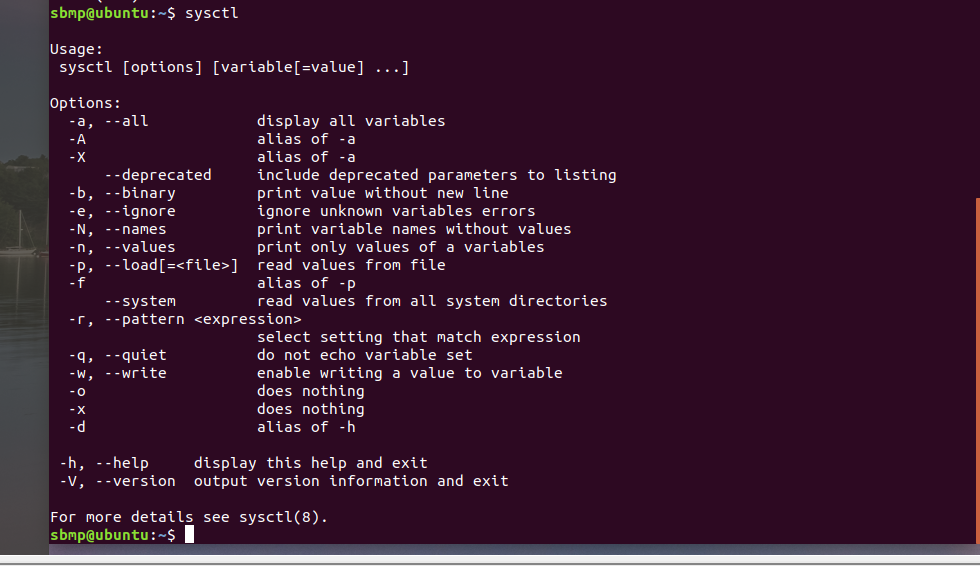 sbmp@ubuntu:~$ sysctl
Usage:
sysctl [options] [variable[=value] ...]
Options:
-a, --all display all variables
-A alias of -a
-X alias of -a
--deprecated include deprecated parameters to listing
-b, --binary print value without new line
-e, --ignore ignore unknown variables errors
-N, --names print variable names without values
-n, --values print only values of a variables
-p, --load[=<file>] read values from file
-f alias of -p
--system read values from all system directories
-r, --pattern <expression>
select setting that match expression
-q, --quiet do not echo variable set
-w, --write enable writing a value to variable
-o does nothing
-x does nothing
-d alias of -h
-h, --help display this help and exit
-V, --version output version information and exit
For more details see sysctl(8).
sbmp@ubuntu:~$